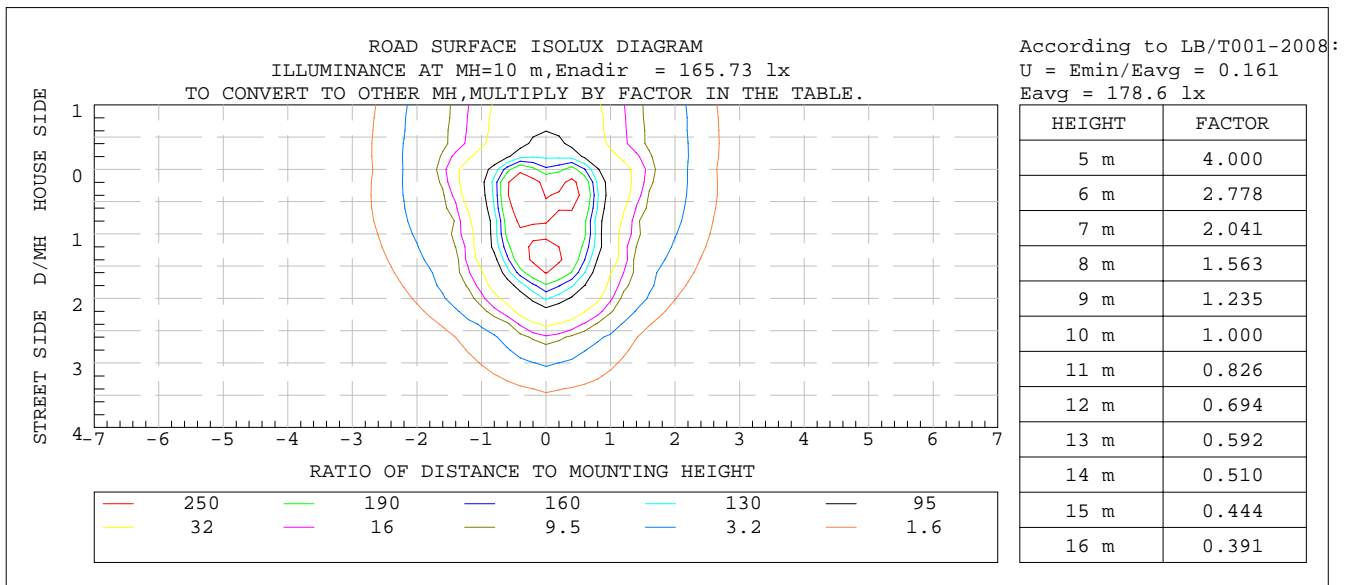 ROAD SURFACE ISOLUX DIAGRAM
ILLUMINANCE AT MH=10 m,Enadir = 165.73 lx
TO CONVERT TO OTHER MH,MULTIPLY BY FACTOR IN THE TABLE.
STREET SIDE D/MH HOUSE SIDE
1
0
1
2
3
4
-7 -6 -5 -4 -3 -2 -1 0 1 2 3 4 5 6 7
RATIO OF DISTANCE TO MOUNTING HEIGHT
250 190 160 130 95
32 16 9.5 3.2 1.6
According to LB/T001-2008:
U = Emin/Eavg = 0.161
Eavg = 178.6 lx
HEIGHT FACTOR
5 m 4.000
6 m 2.778
7 m 2.041
8 m 1.563
9 m 1.235
10 m 1.000
11 m 0.826
12 m 0.694
13 m 0.592
14 m 0.510
15 m 0.444
16 m 0.391